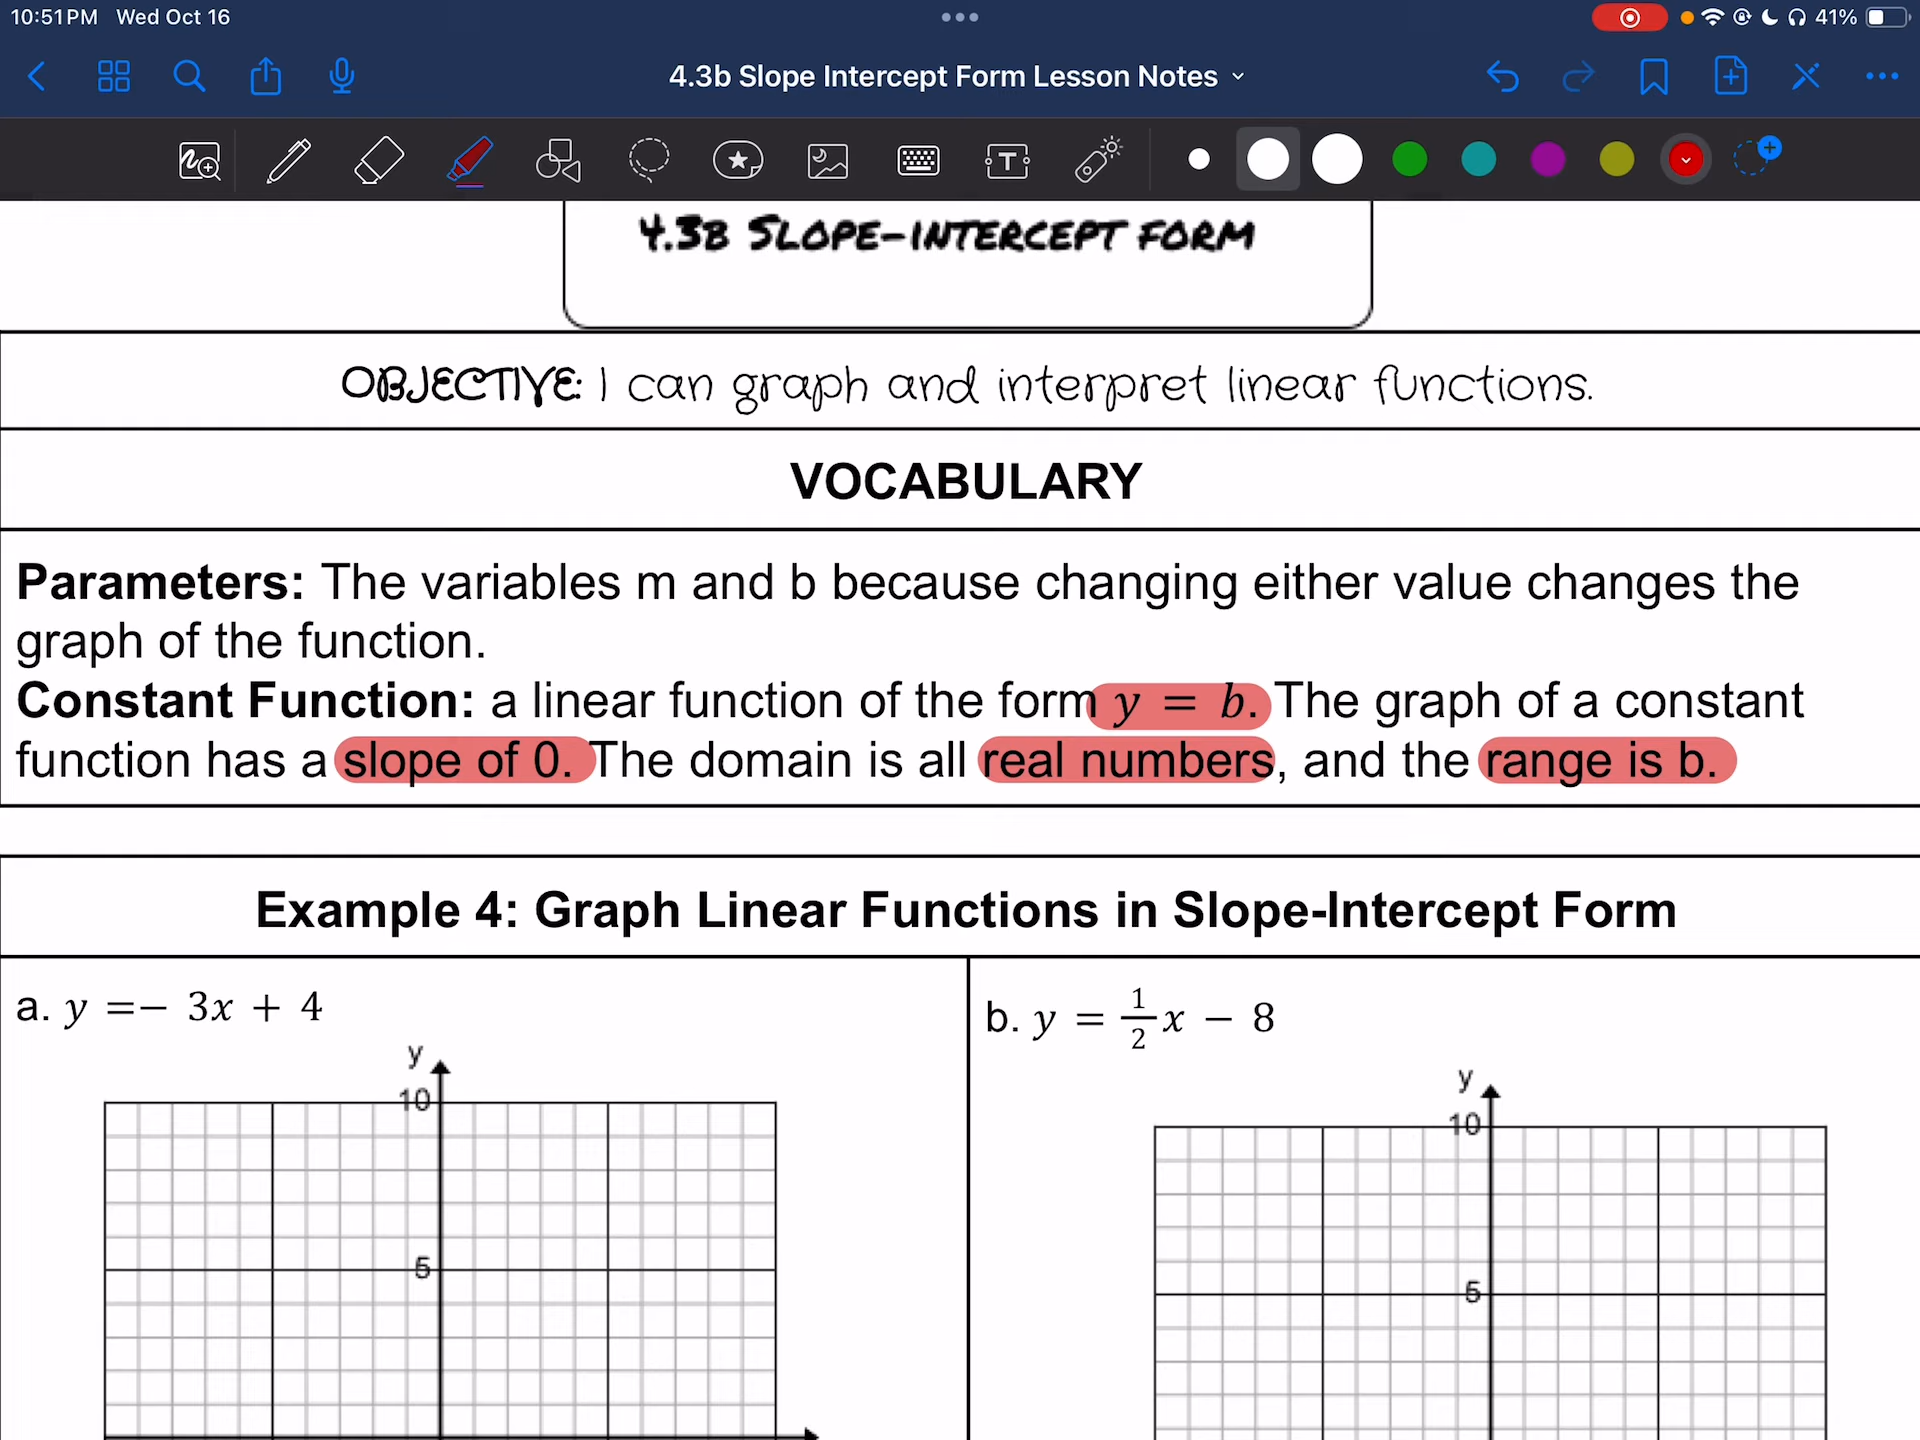 10:51PM Wed Oct 16
41%
4.3b Slope Intercept Form Lesson Notes
4.3B SLOPE-INTERCEPT FORM
OBJECTIVE: I can graph and interpret linear functions.
VOCABULARY
Parameters: The variables m and b because changing either value changes the
graph of the function.
Constant Function: a linear function of the form y = b. The graph of a constant
function has a slope of 0. The domain is all real numbers, and the range is b.
Example 4: Graph Linear Functions in Slope-Intercept Form
a. y =− 3x + 4
y
10
5
b. y = 1/2 x − 8
y
10
5